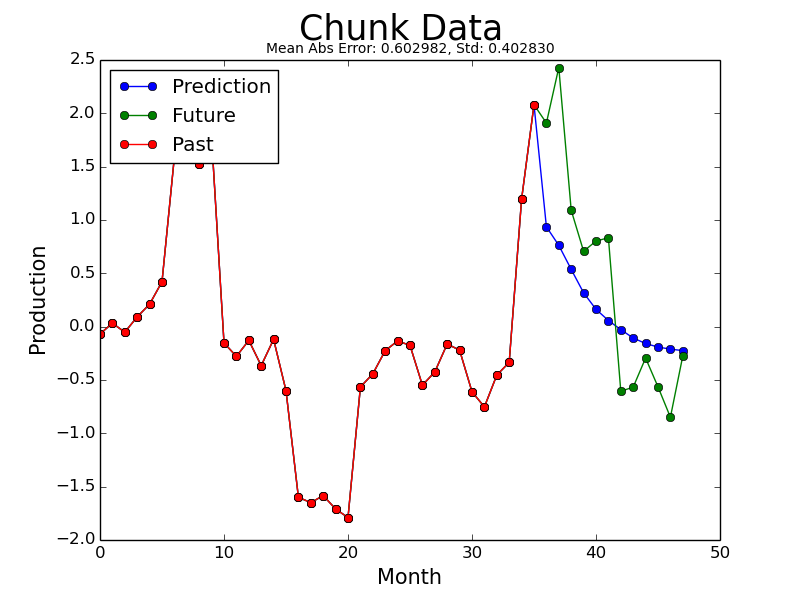 Chunk Data
Mean Abs Error: 0.602982, Std: 0.402830
2.5
2.0
1.5
1.0
0.5
0.0
−0.5
−1.0
−1.5
−2.0
Production
Prediction
Future
Past
0 10 20 30 40 50
Month